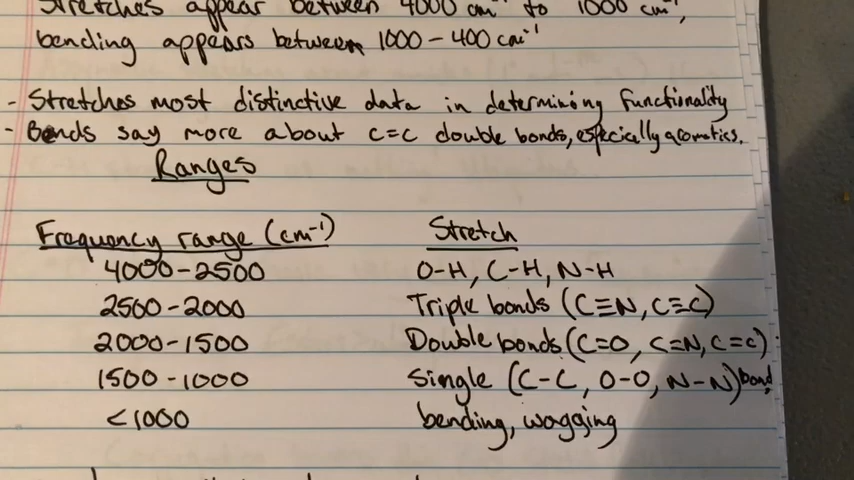 Stretches appear between 4000 cm⁻¹ to 1000 cm⁻¹,
bending appears between 1000 - 400 cm⁻¹
- Stretches most distinctive data in determining functionality
- Bends say more about C=C double bonds, especially aromatics.
Ranges
Frequency range (cm⁻¹) Stretch
4000-2500 O-H, C-H, N-H
2500-2000 Triple bonds (C≡N, C≡C)
2000-1500 Double bonds (C=O, C=N, C=C)
1500-1000 Single (C-C, O-O, N-N) bond
<1000 bending, wagging